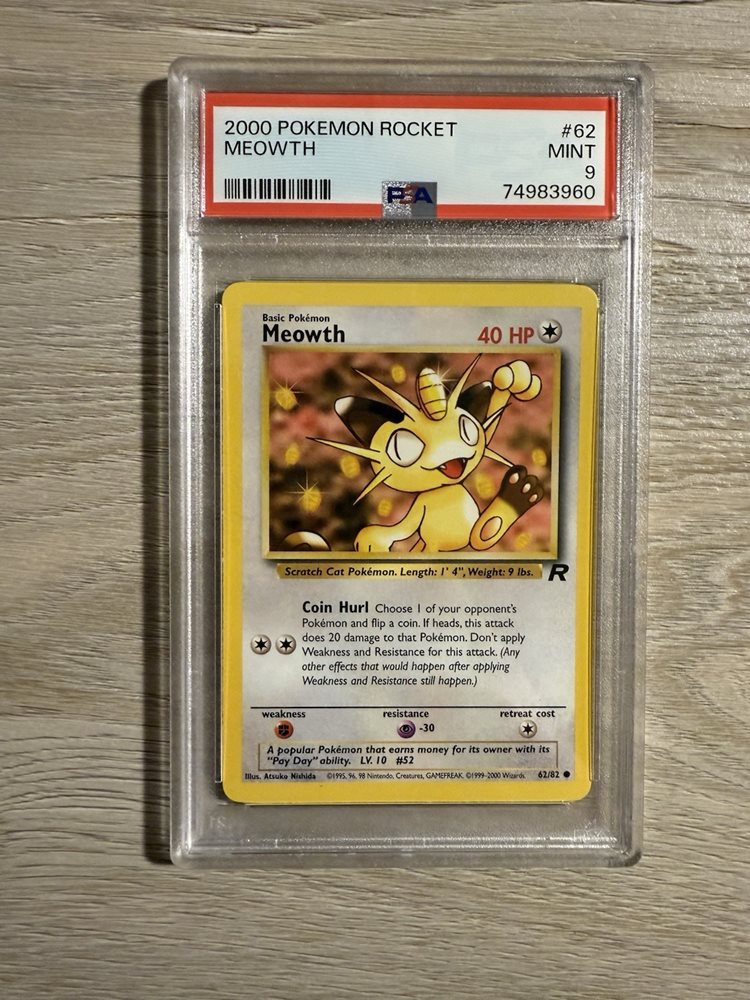 2000 POKEMON ROCKET #62
MEOWTH MINT
9
PSA 74983960
Basic Pokémon
Meowth 40 HP
Scratch Cat Pokémon. Length: 1' 4", Weight: 9 lbs. R
Coin Hurl Choose 1 of your opponent's
Pokémon and flip a coin. If heads, this attack
does 20 damage to that Pokémon. Don't apply
Weakness and Resistance for this attack. (Any
other effects that would happen after applying
Weakness and Resistance still happen.)
weakness resistance retreat cost
-30
A popular Pokémon that earns money for its owner with its
"Pay Day" ability. LV. 10 #52
Illus. Atsuko Nishida ©1995, 96, 98 Nintendo, Creatures, GAMEFREAK. ©1999-2000 Wizards. 62/82